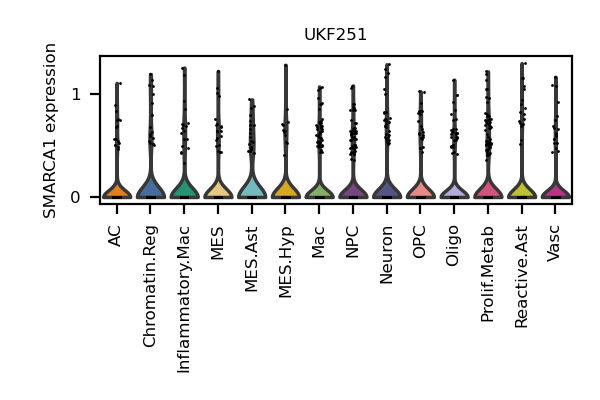 UKF251
SMARCA1 expression
1
0
AC
Chromatin.Reg
Inflammatory.Mac
MES
MES.Ast
MES.Hyp
Mac
NPC
Neuron
OPC
Oligo
Prolif.Metab
Reactive.Ast
Vasc